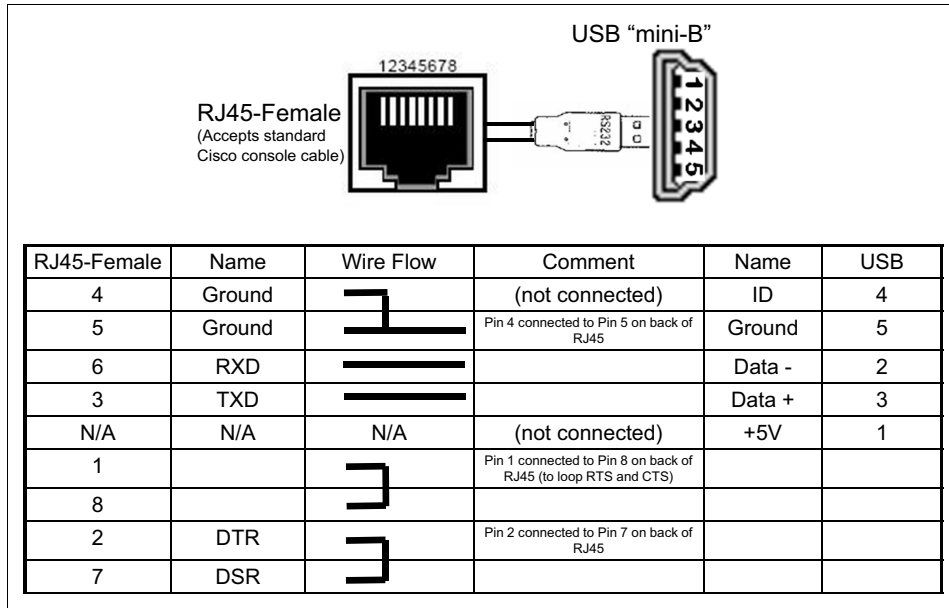 USB “mini-B”
12345678
RJ45-Female
(Accepts standard
Cisco console cable)
RS232
1
2
3
4
5
RJ45-Female Name Wire Flow Comment Name USB
4 Ground (not connected) ID 4
5 Ground Pin 4 connected to Pin 5 on back of
RJ45 Ground 5
6 RXD Data - 2
3 TXD Data + 3
N/A N/A N/A (not connected) +5V 1
1 Pin 1 connected to Pin 8 on back of
RJ45 (to loop RTS and CTS)
8
2 DTR Pin 2 connected to Pin 7 on back of
RJ45
7 DSR